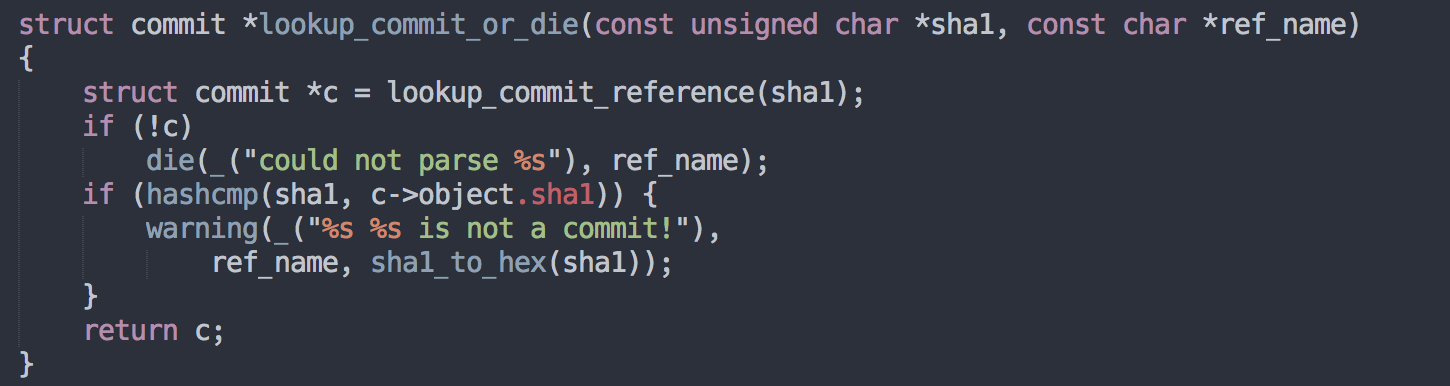 struct commit *lookup_commit_or_die(const unsigned char *sha1, const char *ref_name)
{
    struct commit *c = lookup_commit_reference(sha1);
    if (!c)
        die(_("could not parse %s"), ref_name);
    if (hashcmp(sha1, c->object.sha1)) {
        warning(_("%s %s is not a commit!"),
            ref_name, sha1_to_hex(sha1));
    }
    return c;
}